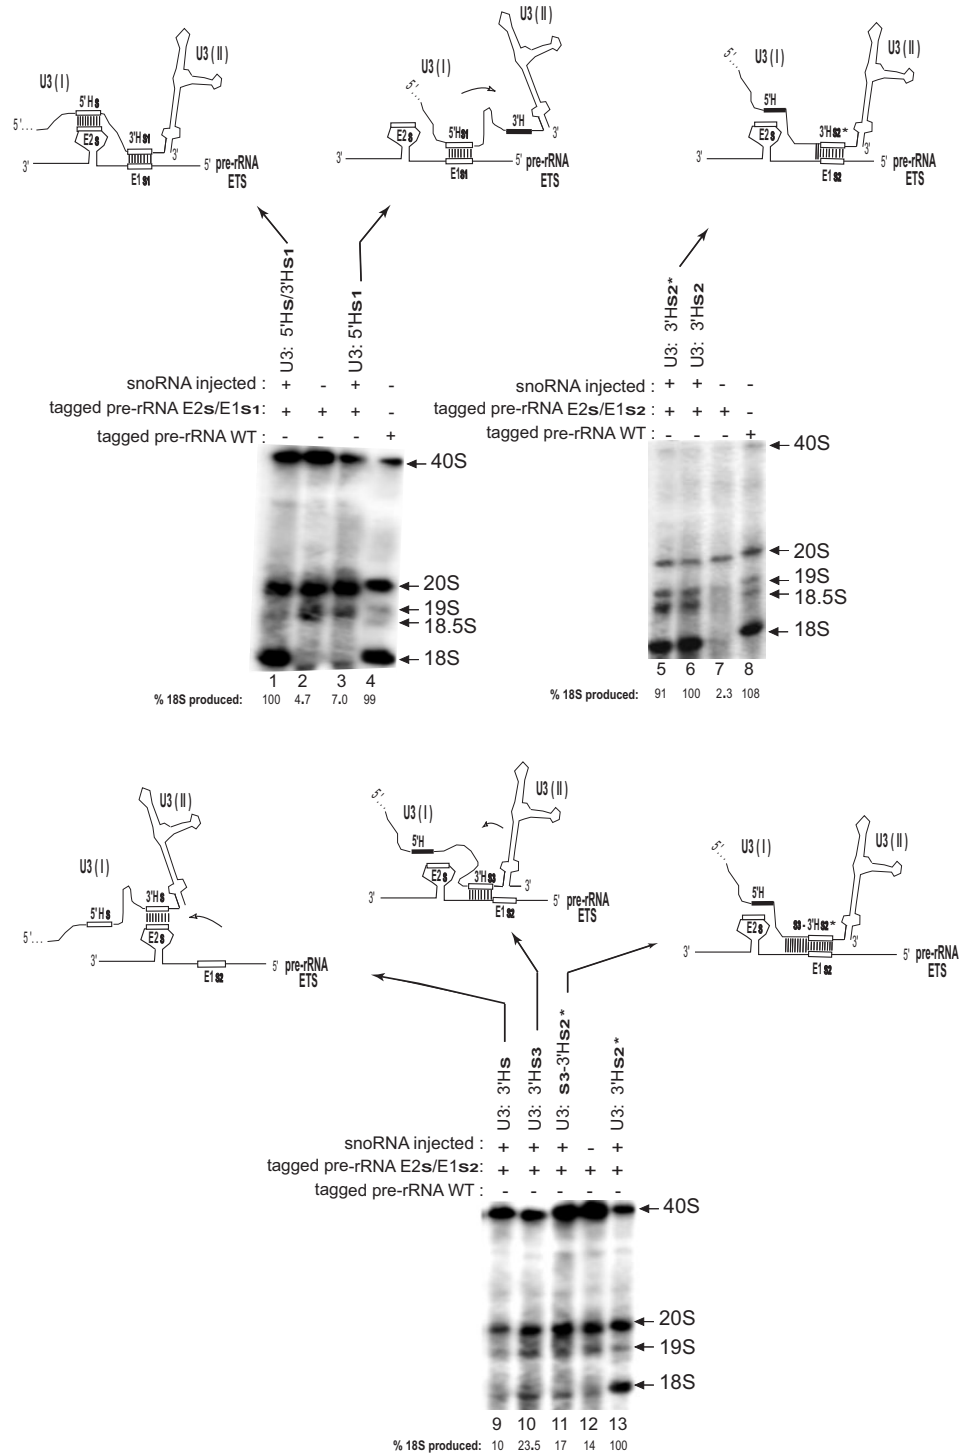 U3 (I)
5' H S
5'...
E2 S
3' H S1
U3 (II)
3'
3'
E1 S1
5' pre-rRNA
ETS
U3 (I)
5'...
U3 (II)
E2 S
5' H S1
3' H
3'
3'
E1 S1
5' pre-rRNA
ETS
U3 (I)
5'...
5' H
U3 (II)
E2 S
3' H S2 *
3'
3'
E1 S2
5' pre-rRNA
ETS
U3: 5'HS/3'HS1
U3: 5'HS1
snoRNA injected : + - + -
tagged pre-rRNA E2S/E1S1: + + + -
tagged pre-rRNA WT : - - - +
40S
20S
19S
18.5S
18S
1 2 3 4
% 18S produced: 100 4.7 7.0 99
U3: 3'HS2*
U3: 3'HS2
snoRNA injected : + + - -
tagged pre-rRNA E2S/E1S2: + + + -
tagged pre-rRNA WT : - - - +
40S
20S
19S
18.5S
18S
5 6 7 8
% 18S produced: 91 100 2.3 108
U3 (I)
U3 (II)
5' H S
5'...
3' H S
E2 S
3'
E1 S2
5' pre-rRNA
ETS
5'...
U3 (I)
5' H
U3 (II)
E2 S
3' H S3
3'
3'
E1 S2
5' pre-rRNA
ETS
5'...
U3 (I)
5' H
U3 (II)
E2 S
S3 - 3' H S2 *
3'
3'
E1 S2
5' pre-rRNA
ETS
U3: 3'HS
U3: 3'HS3
U3: S3-3'HS2*
U3: 3'HS2*
snoRNA injected : + + + - +
tagged pre-rRNA E2S/E1S2: + + + + +
tagged pre-rRNA WT : - - - - -
40S
20S
19S
18S
9 10 11 12 13
% 18S produced: 10 23.5 17 14 100